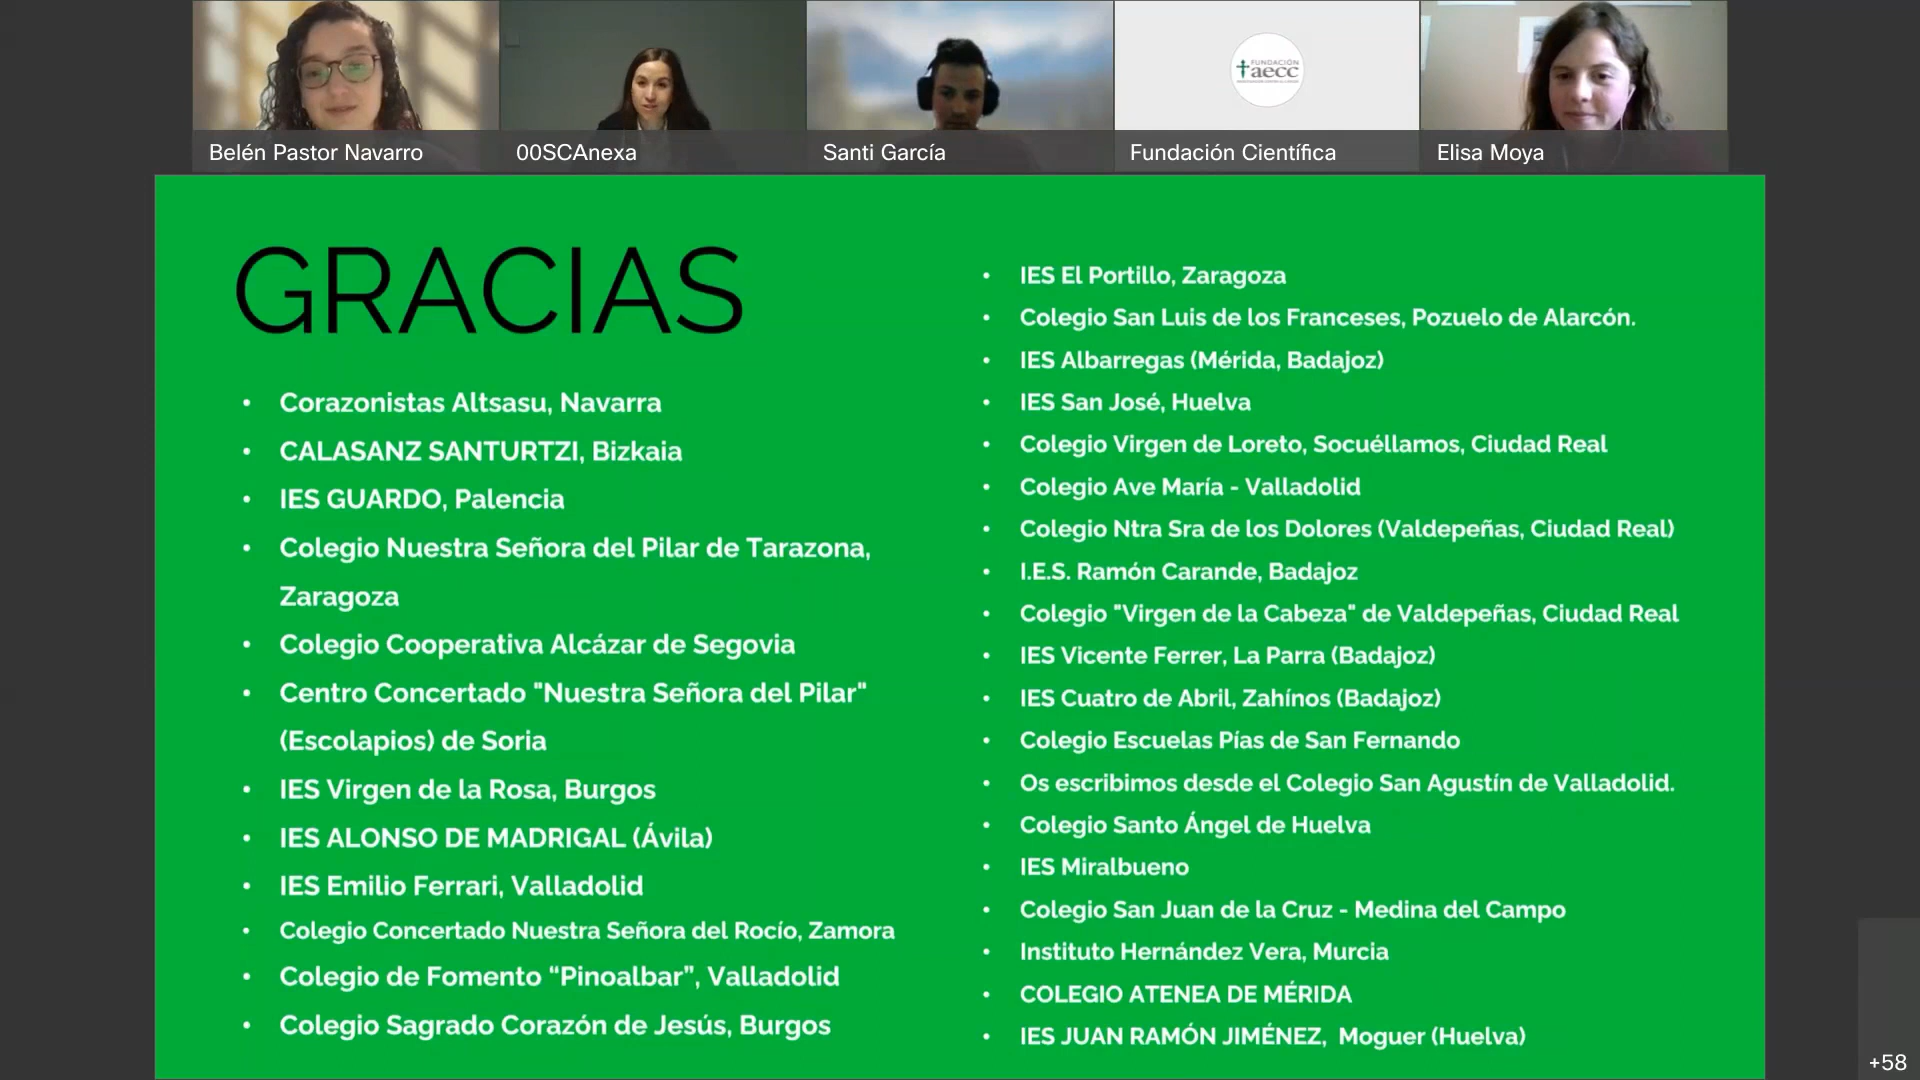 Belén Pastor Navarro
00SCAnexa
Santi García
FUNDACIÓN
aecc
Fundación Científica
Elisa Moya
GRACIAS
• Corazonistas Altsasu, Navarra
• CALASANZ SANTURTZI, Bizkaia
• IES GUARDO, Palencia
• Colegio Nuestra Señora del Pilar de Tarazona,
Zaragoza
• Colegio Cooperativa Alcázar de Segovia
• Centro Concertado "Nuestra Señora del Pilar"
(Escolapios) de Soria
• IES Virgen de la Rosa, Burgos
• IES ALONSO DE MADRIGAL (Ávila)
• IES Emilio Ferrari, Valladolid
• Colegio Concertado Nuestra Señora del Rocío, Zamora
• Colegio de Fomento “Pinoalbar”, Valladolid
• Colegio Sagrado Corazón de Jesús, Burgos
• IES El Portillo, Zaragoza
• Colegio San Luis de los Franceses, Pozuelo de Alarcón.
• IES Albarregas (Mérida, Badajoz)
• IES San José, Huelva
• Colegio Virgen de Loreto, Socuéllamos, Ciudad Real
• Colegio Ave María - Valladolid
• Colegio Ntra Sra de los Dolores (Valdepeñas, Ciudad Real)
• I.E.S. Ramón Carande, Badajoz
• Colegio "Virgen de la Cabeza" de Valdepeñas, Ciudad Real
• IES Vicente Ferrer, La Parra (Badajoz)
• IES Cuatro de Abril, Zahínos (Badajoz)
• Colegio Escuelas Pías de San Fernando
• Os escribimos desde el Colegio San Agustín de Valladolid.
• Colegio Santo Ángel de Huelva
• IES Miralbueno
• Colegio San Juan de la Cruz - Medina del Campo
• Instituto Hernández Vera, Murcia
• COLEGIO ATENEA DE MÉRIDA
• IES JUAN RAMÓN JIMÉNEZ, Moguer (Huelva)
+58